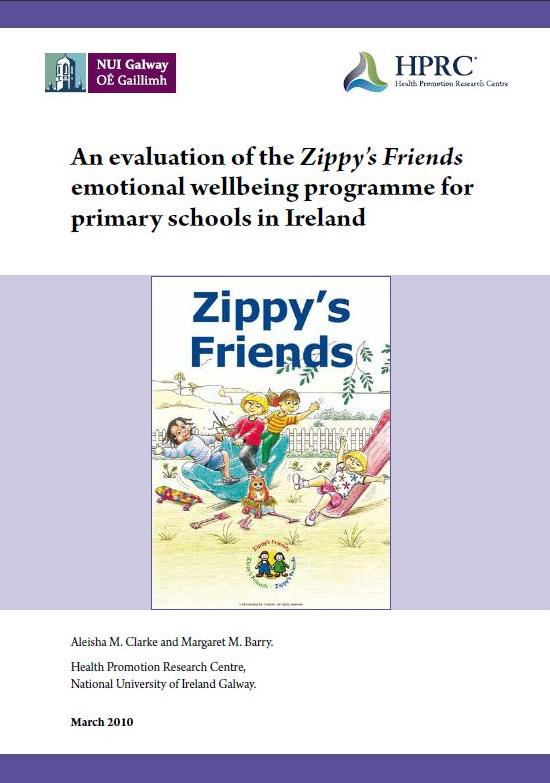 NUI Galway
OÉ Gaillimh
HPRC
Health Promotion Research Centre
An evaluation of the Zippy's Friends
emotional wellbeing programme for
primary schools in Ireland
Zippy's
Friends
Zippy's Friends
Zippy's Friends
Zippy's Friends
Aleisha M. Clarke and Margaret M. Barry.
Health Promotion Research Centre,
National University of Ireland Galway.
March 2010